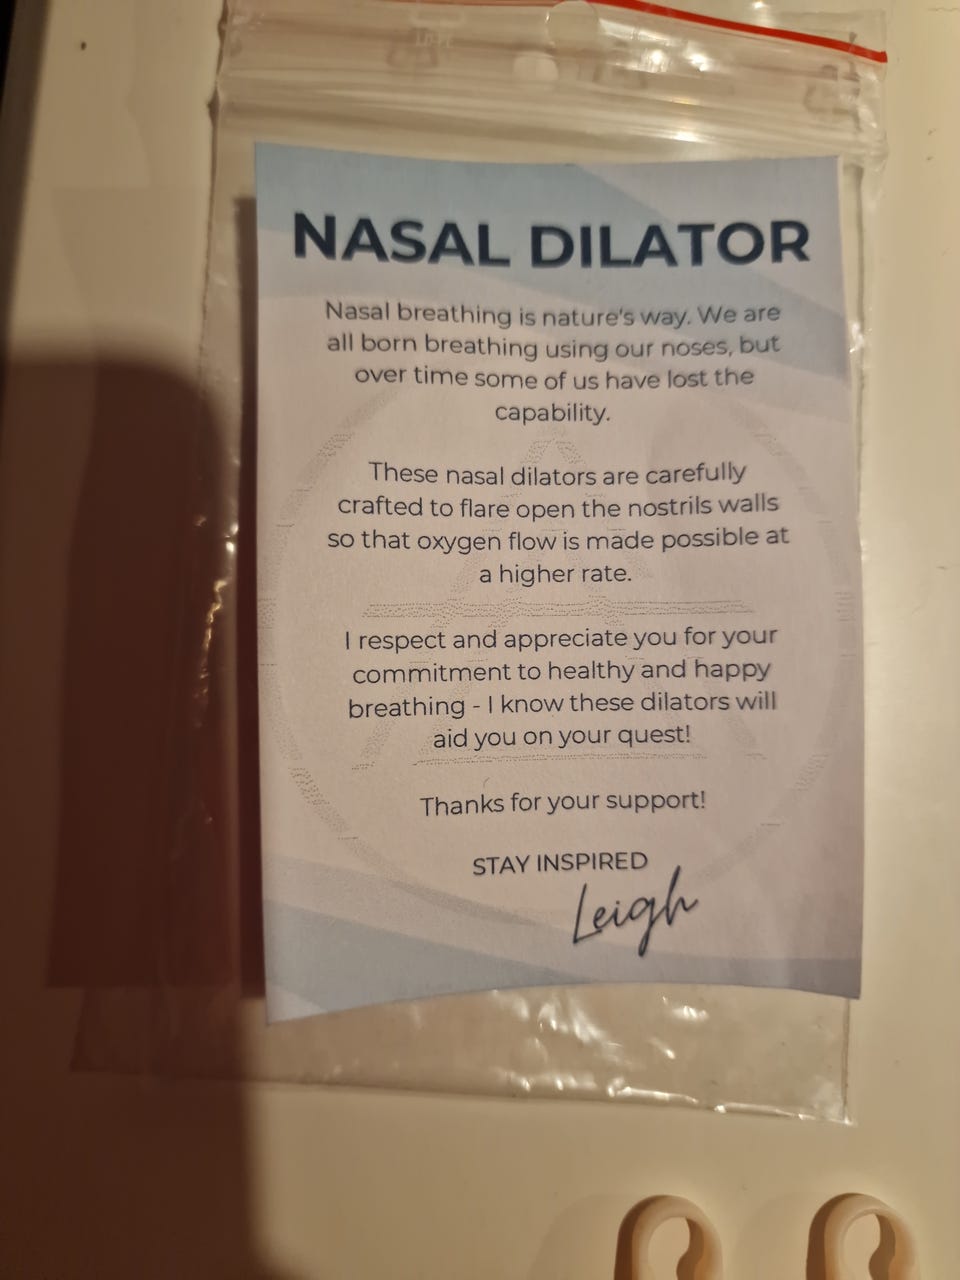 NASAL DILATOR
Nasal breathing is nature's way. We are
all born breathing using our noses, but
over time some of us have lost the
capability.
These nasal dilators are carefully
crafted to flare open the nostrils walls
so that oxygen flow is made possible at
a higher rate.
I respect and appreciate you for your
commitment to healthy and happy
breathing - I know these dilators will
aid you on your quest!
Thanks for your support!
STAY INSPIRED
Leigh